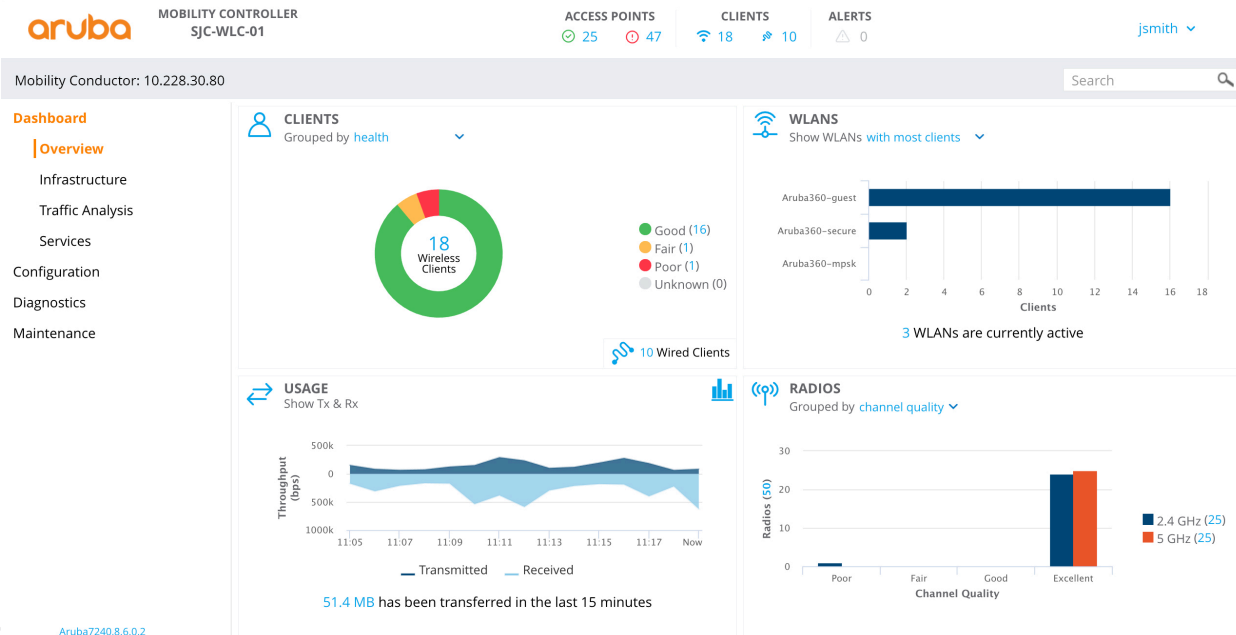 aruba
MOBILITY CONTROLLER
SJC-WLC-01
ACCESS POINTS
25 47
CLIENTS
18 10
ALERTS
0
jsmith
Mobility Conductor: 10.228.30.80
Search
Dashboard
Overview
Infrastructure
Traffic Analysis
Services
Configuration
Diagnostics
Maintenance
Aruba7240,8.6.0.2
CLIENTS
Grouped by health
18
Wireless
Clients
Good (16)
Fair (1)
Poor (1)
Unknown (0)
10 Wired Clients
WLANS
Show WLANs with most clients
Aruba360-guest
Aruba360-secure
Aruba360-mpsk
0 2 4 6 8 10 12 14 16 18
Clients
3 WLANs are currently active
USAGE
Show Tx & Rx
Throughput
(bps)
500k
0
500k
1000k
11:05 11:07 11:09 11:11 11:13 11:15 11:17 Now
Transmitted Received
51.4 MB has been transferred in the last 15 minutes
RADIOS
Grouped by channel quality
Radios (50)
30
20
10
0
Poor Fair Good Excellent
Channel Quality
2.4 GHz (25)
5 GHz (25)